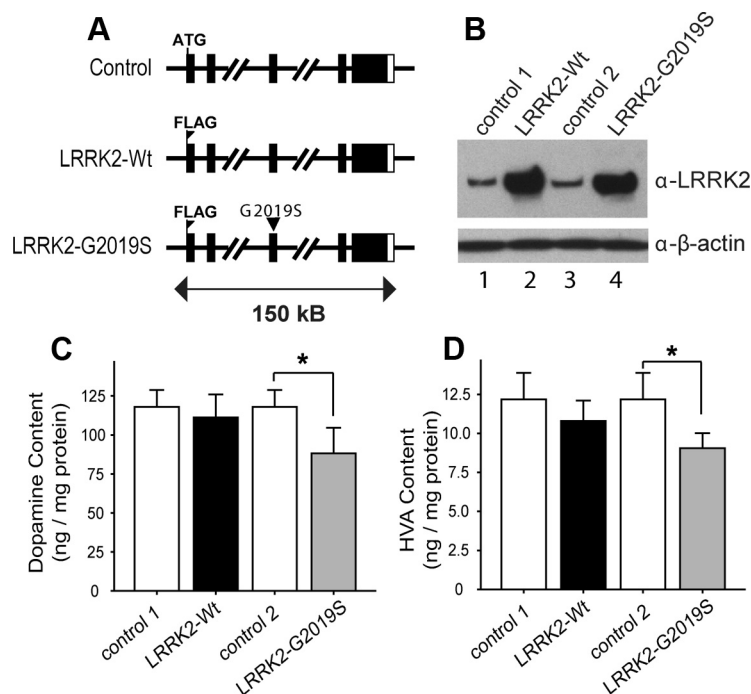 A
ATG
Control
FLAG
LRRK2-Wt
FLAG
G2019S
LRRK2-G2019S
150 kB
B
control 1
LRRK2-Wt
control 2
LRRK2-G2019S
α-LRRK2
α-β-actin
1 2 3 4
C
*
Dopamine Content
(ng / mg protein)
125
100
75
50
25
0
control 1
LRRK2-Wt
control 2
LRRK2-G2019S
D
*
HVA Content
(ng / mg protein)
12.5
10.0
7.5
5.0
2.5
0
control 1
LRRK2-Wt
control 2
LRRK2-G2019S